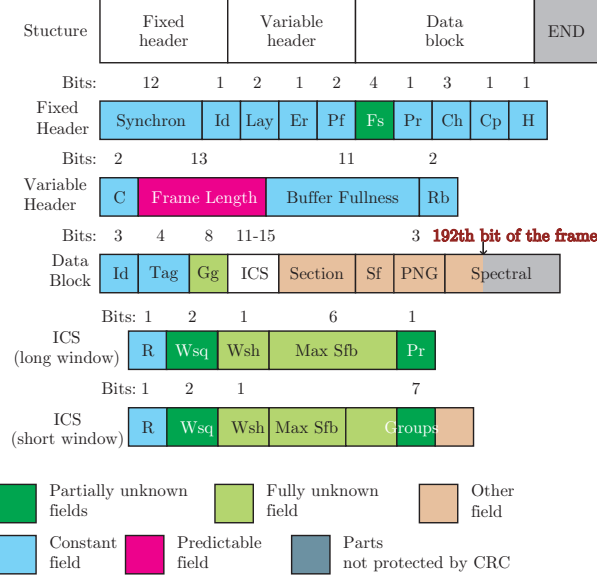 Stucture Fixed header Variable header Data block END
Bits: 12 1 2 1 2 4 1 3 1 1
Fixed Header Synchron Id Lay Er Pf Fs Pr Ch Cp H
Bits: 2 13 11 2
Variable Header C Frame Length Buffer Fullness Rb
Bits: 3 4 8 11-15 3 192th bit of the frame
Data Block Id Tag Gg ICS Section Sf PNG Spectral
Bits: 1 2 1 6 1
ICS (long window) R Wsq Wsh Max Sfb Pr
Bits: 1 2 1 7
ICS (short window) R Wsq Wsh Max Sfb Groups
Partially unknown fields
Fully unknown field
Other field
Constant field
Predictable field
Parts not protected by CRC